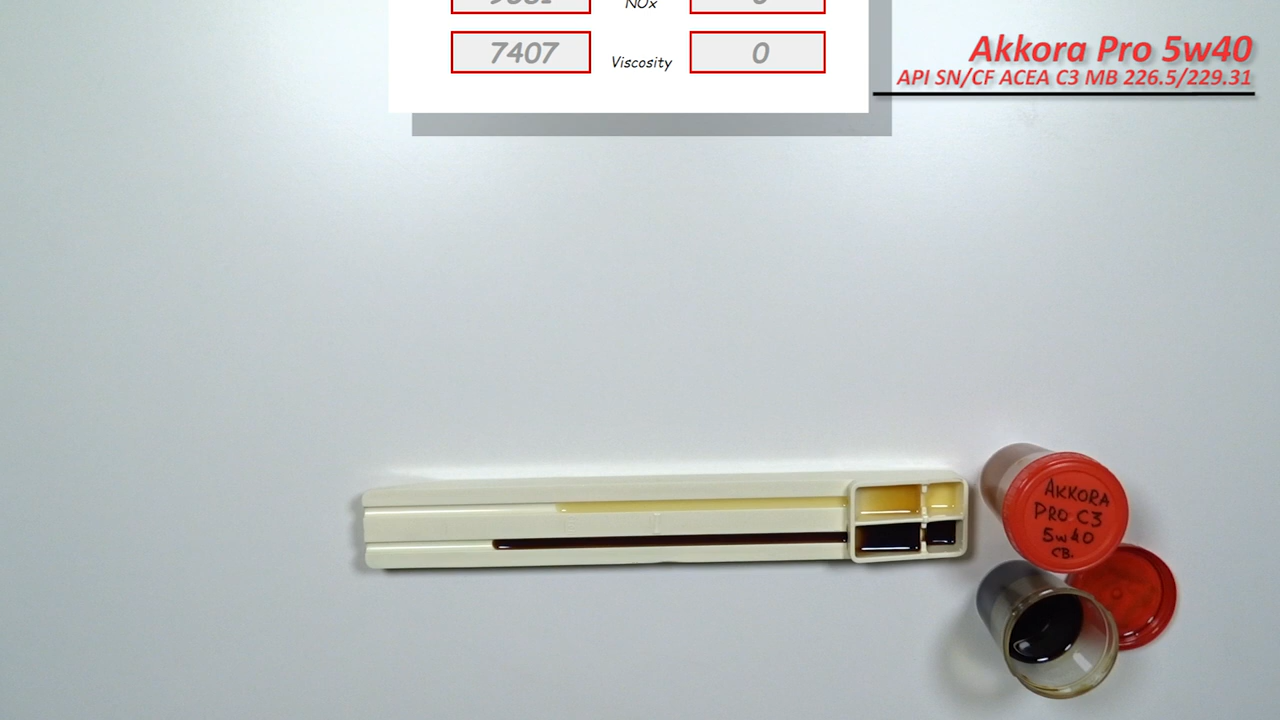 NOx
7407 Viscosity 0
Akkora Pro 5w40
API SN/CF ACEA C3 MB 226.5/229.31
AKKORA
PRO C3
5w40
СВ.